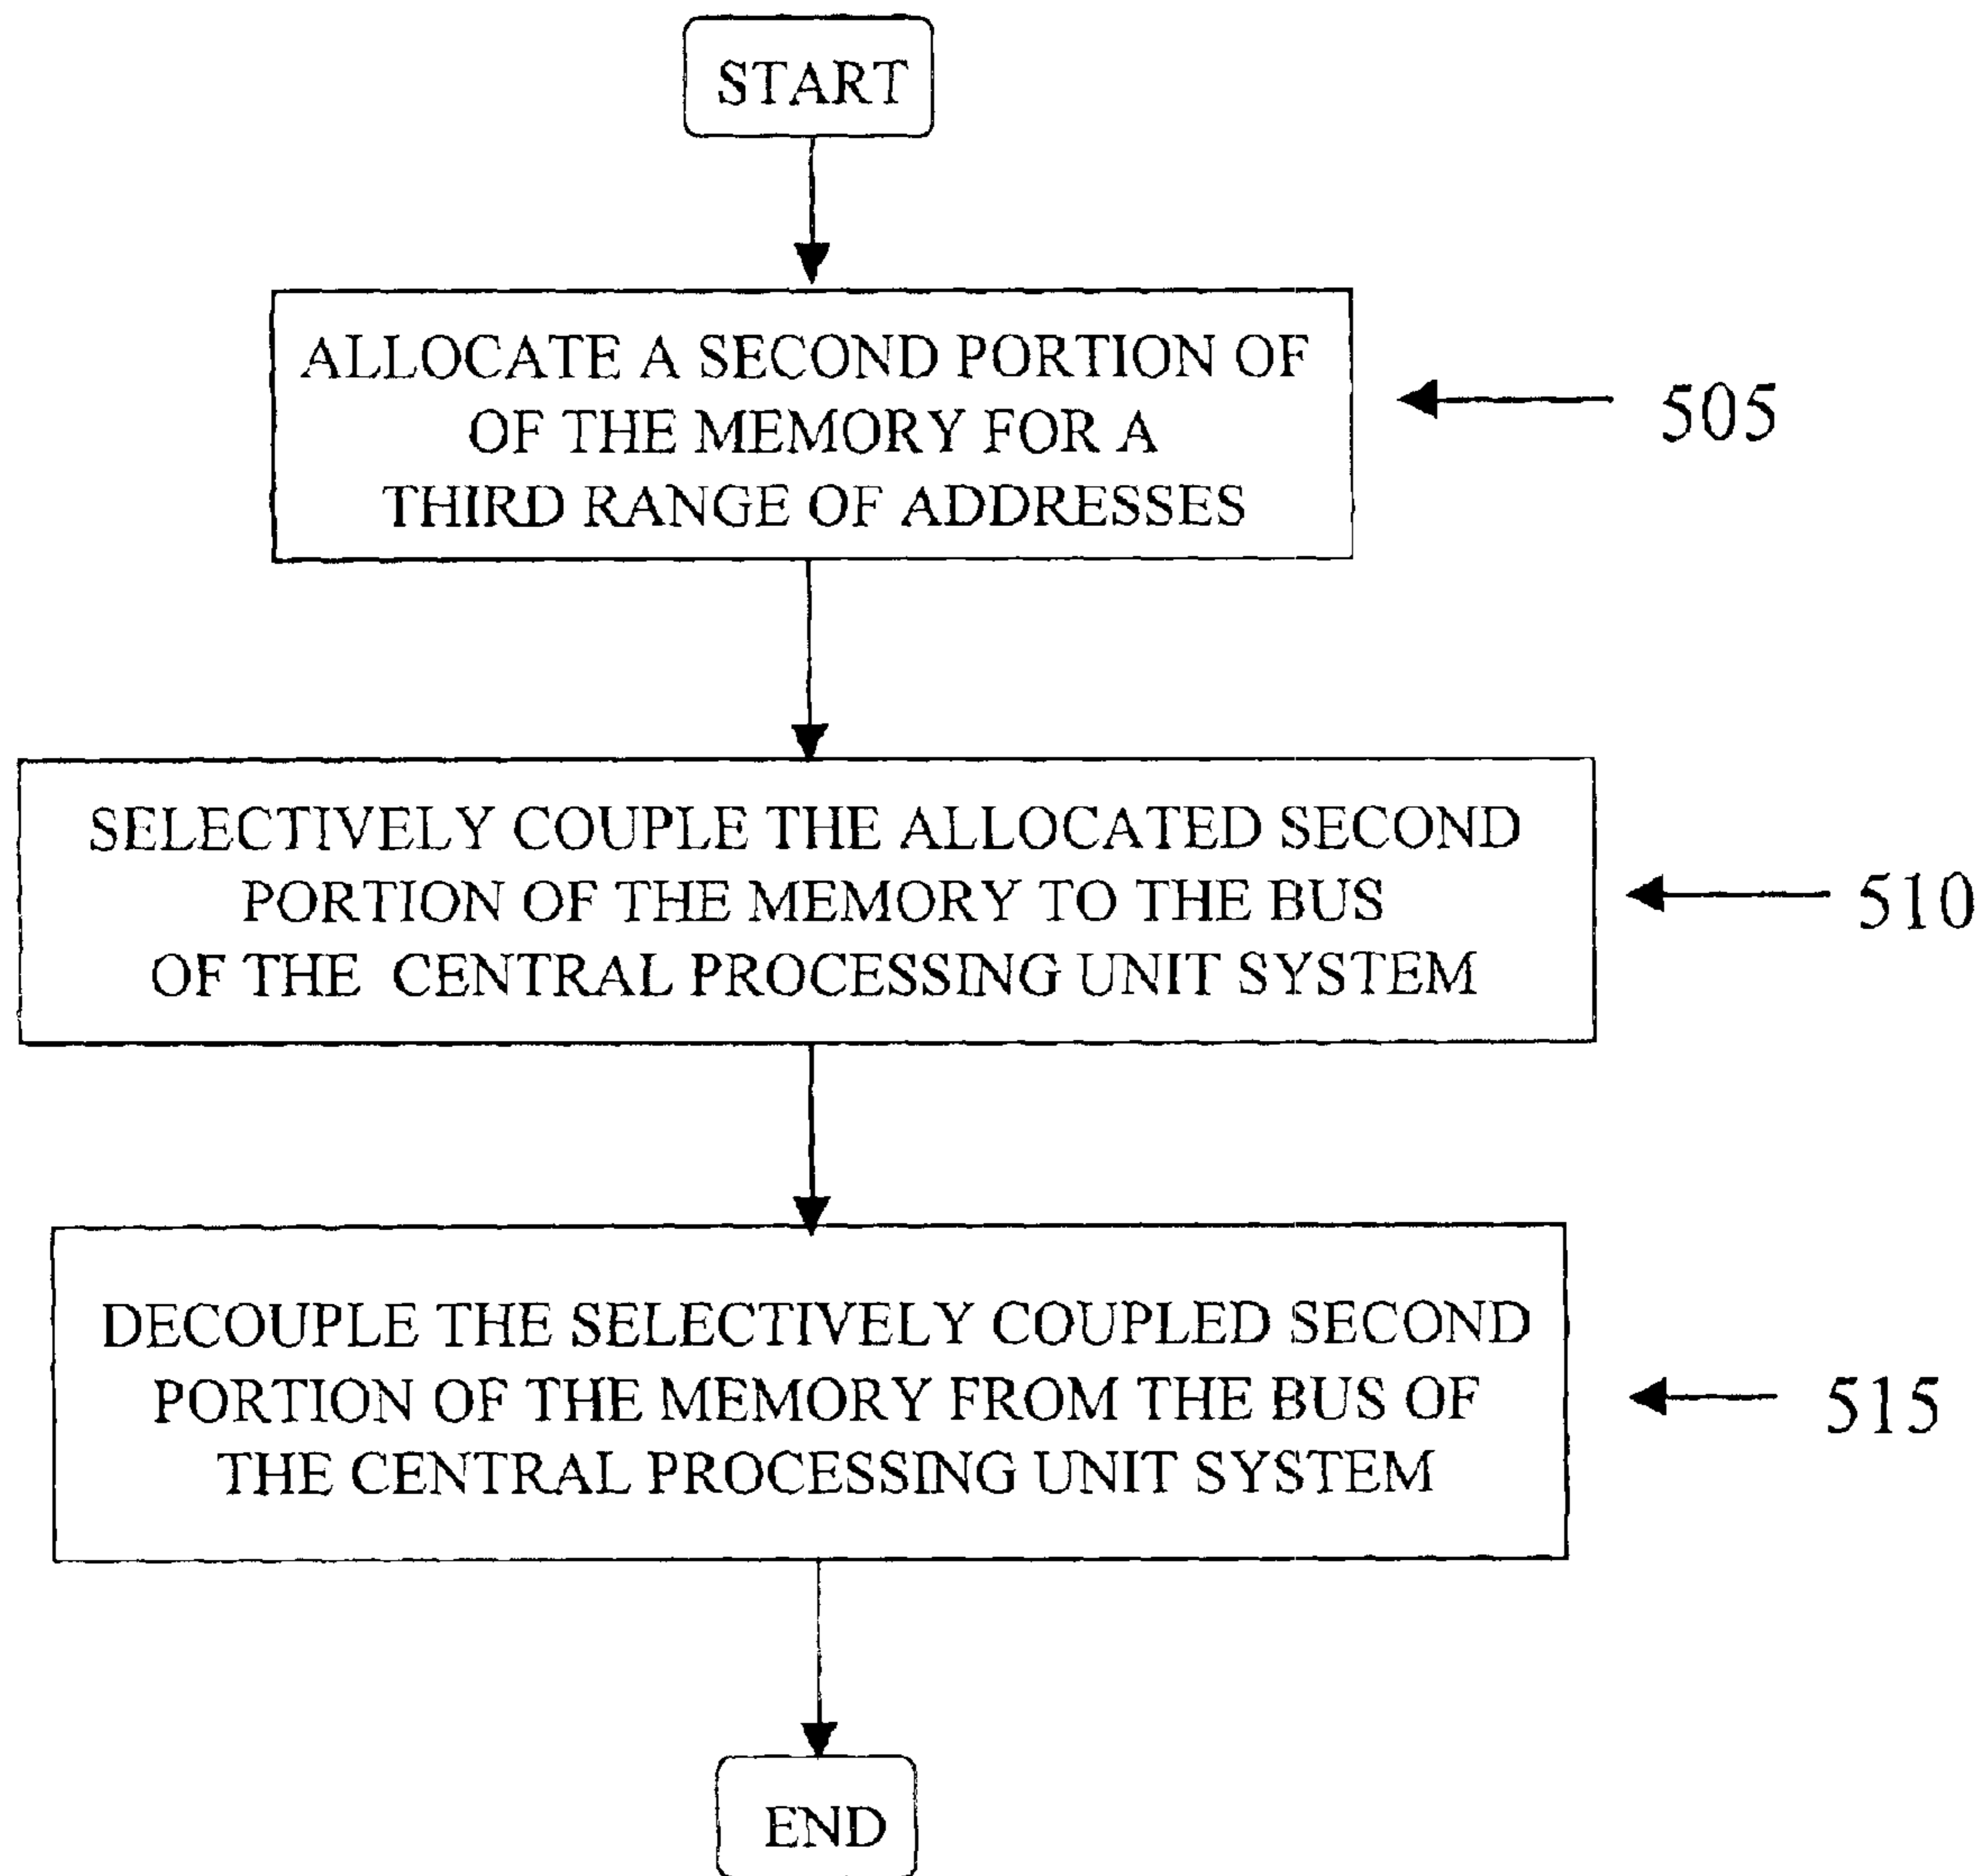 START
ALLOCATE A SECOND PORTION OF
OF THE MEMORY FOR A
THIRD RANGE OF ADDRESSES
505
SELECTIVELY COUPLE THE ALLOCATED SECOND
PORTION OF THE MEMORY TO THE BUS
OF THE CENTRAL PROCESSING UNIT SYSTEM
510
DECOUPLE THE SELECTIVELY COUPLED SECOND
PORTION OF THE MEMORY FROM THE BUS OF
THE CENTRAL PROCESSING UNIT SYSTEM
515
END